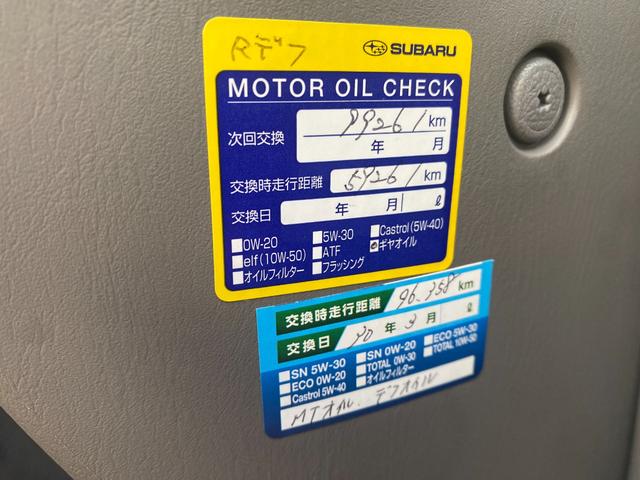 Rデフ
SUBARU
MOTOR OIL CHECK
次回交換 99261 km
年 月
交換時走行距離 59261 km
交換日 年 月 ℓ
0W-20 5W-30 Castrol(5W-40)
elf(10W-50) ATF ギヤオイル
オイルフィルター フラッシング
交換時走行距離 96,358 km
交換日 20年3月 ℓ
SN 5W-30 SN 0W-20 ECO 5W-30
ECO 0W-20 TOTAL 0W-30 TOTAL 10W-50
Castrol 5W-40 オイルフィルター
MTオイル、デフオイル